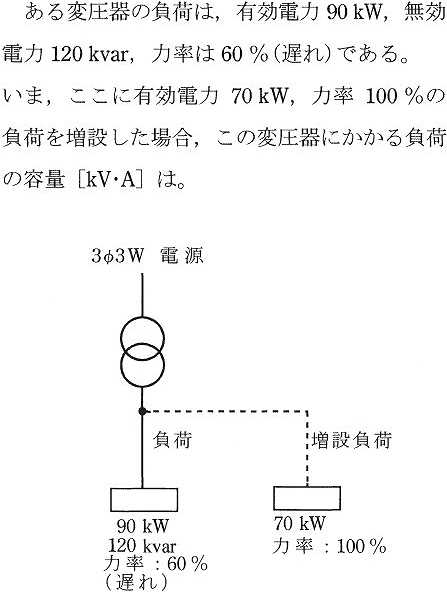 ある変圧器の負荷は，有効電力 90 kW，無効
電力 120 kvar，力率は 60 %（遅れ）である。
いま，ここに有効電力 70 kW，力率 100 %の
負荷を増設した場合，この変圧器にかかる負荷
の容量［kV·A］は。
3φ3W 電源
負荷
増設負荷
90 kW
120 kvar
力率：60 %
（遅れ）
70 kW
力率：100 %